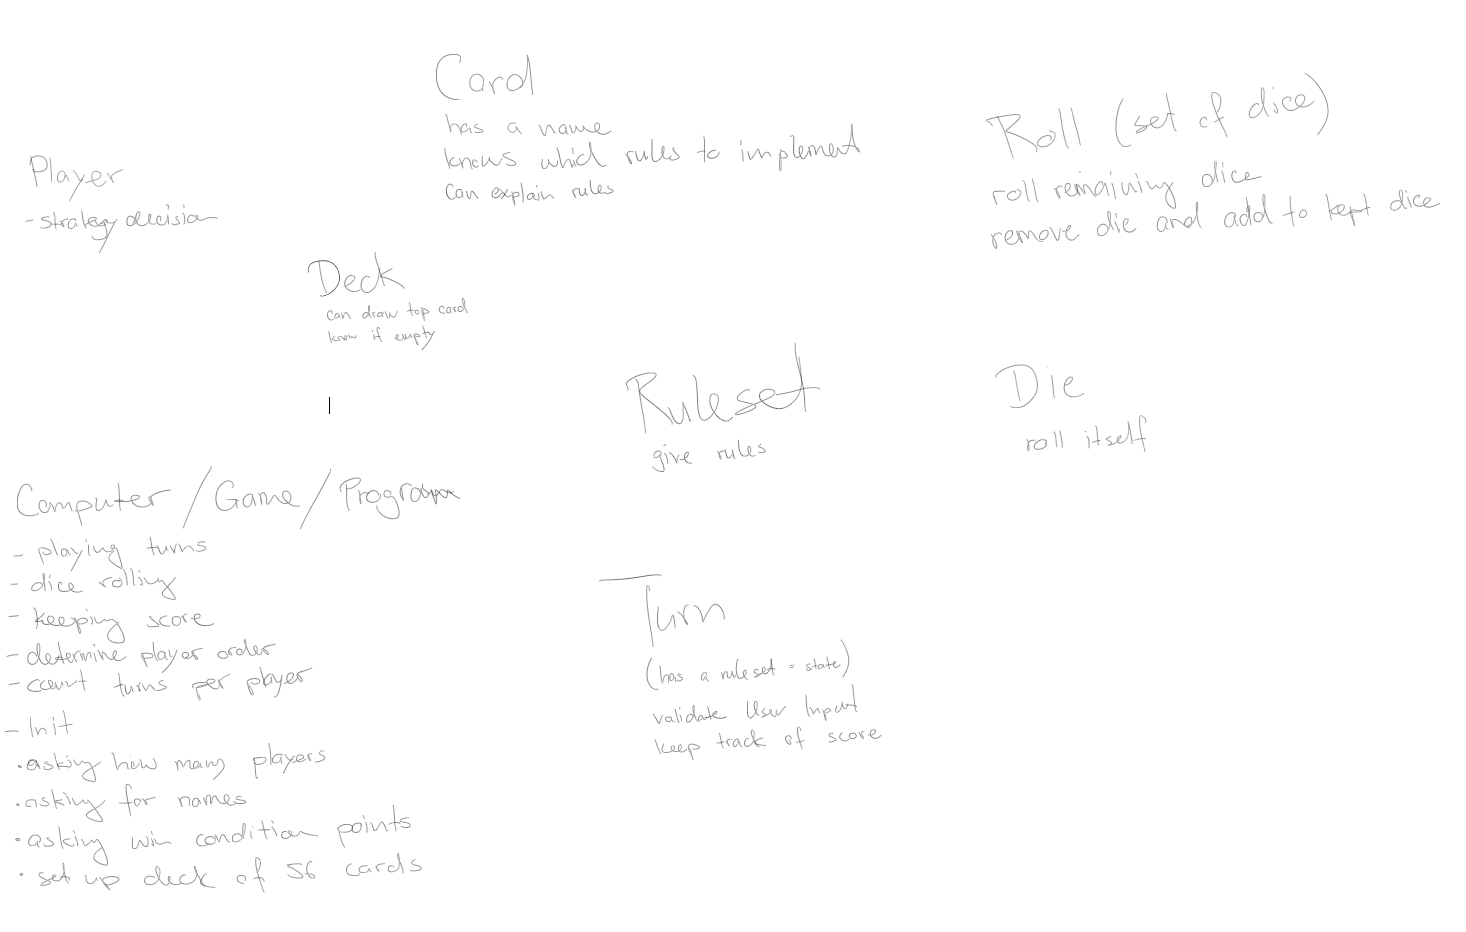 Card
has a name
knows which rules to implement
can explain rules
Roll (set of dice)
roll remaining dice
remove die and add to kept dice
Player
- strategy decision
Deck
can draw top card
know if empty
Ruleset
give rules
Die
roll itself
Computer / Game / Program
- playing turns
- dice rolling
- keeping score
- determine player order
- count turns per player
- Init
• asking how many players
• asking for names
• asking win condition points
• set up deck of 56 cards
Turn
(has a ruleset = state)
validate User Input
keep track of score